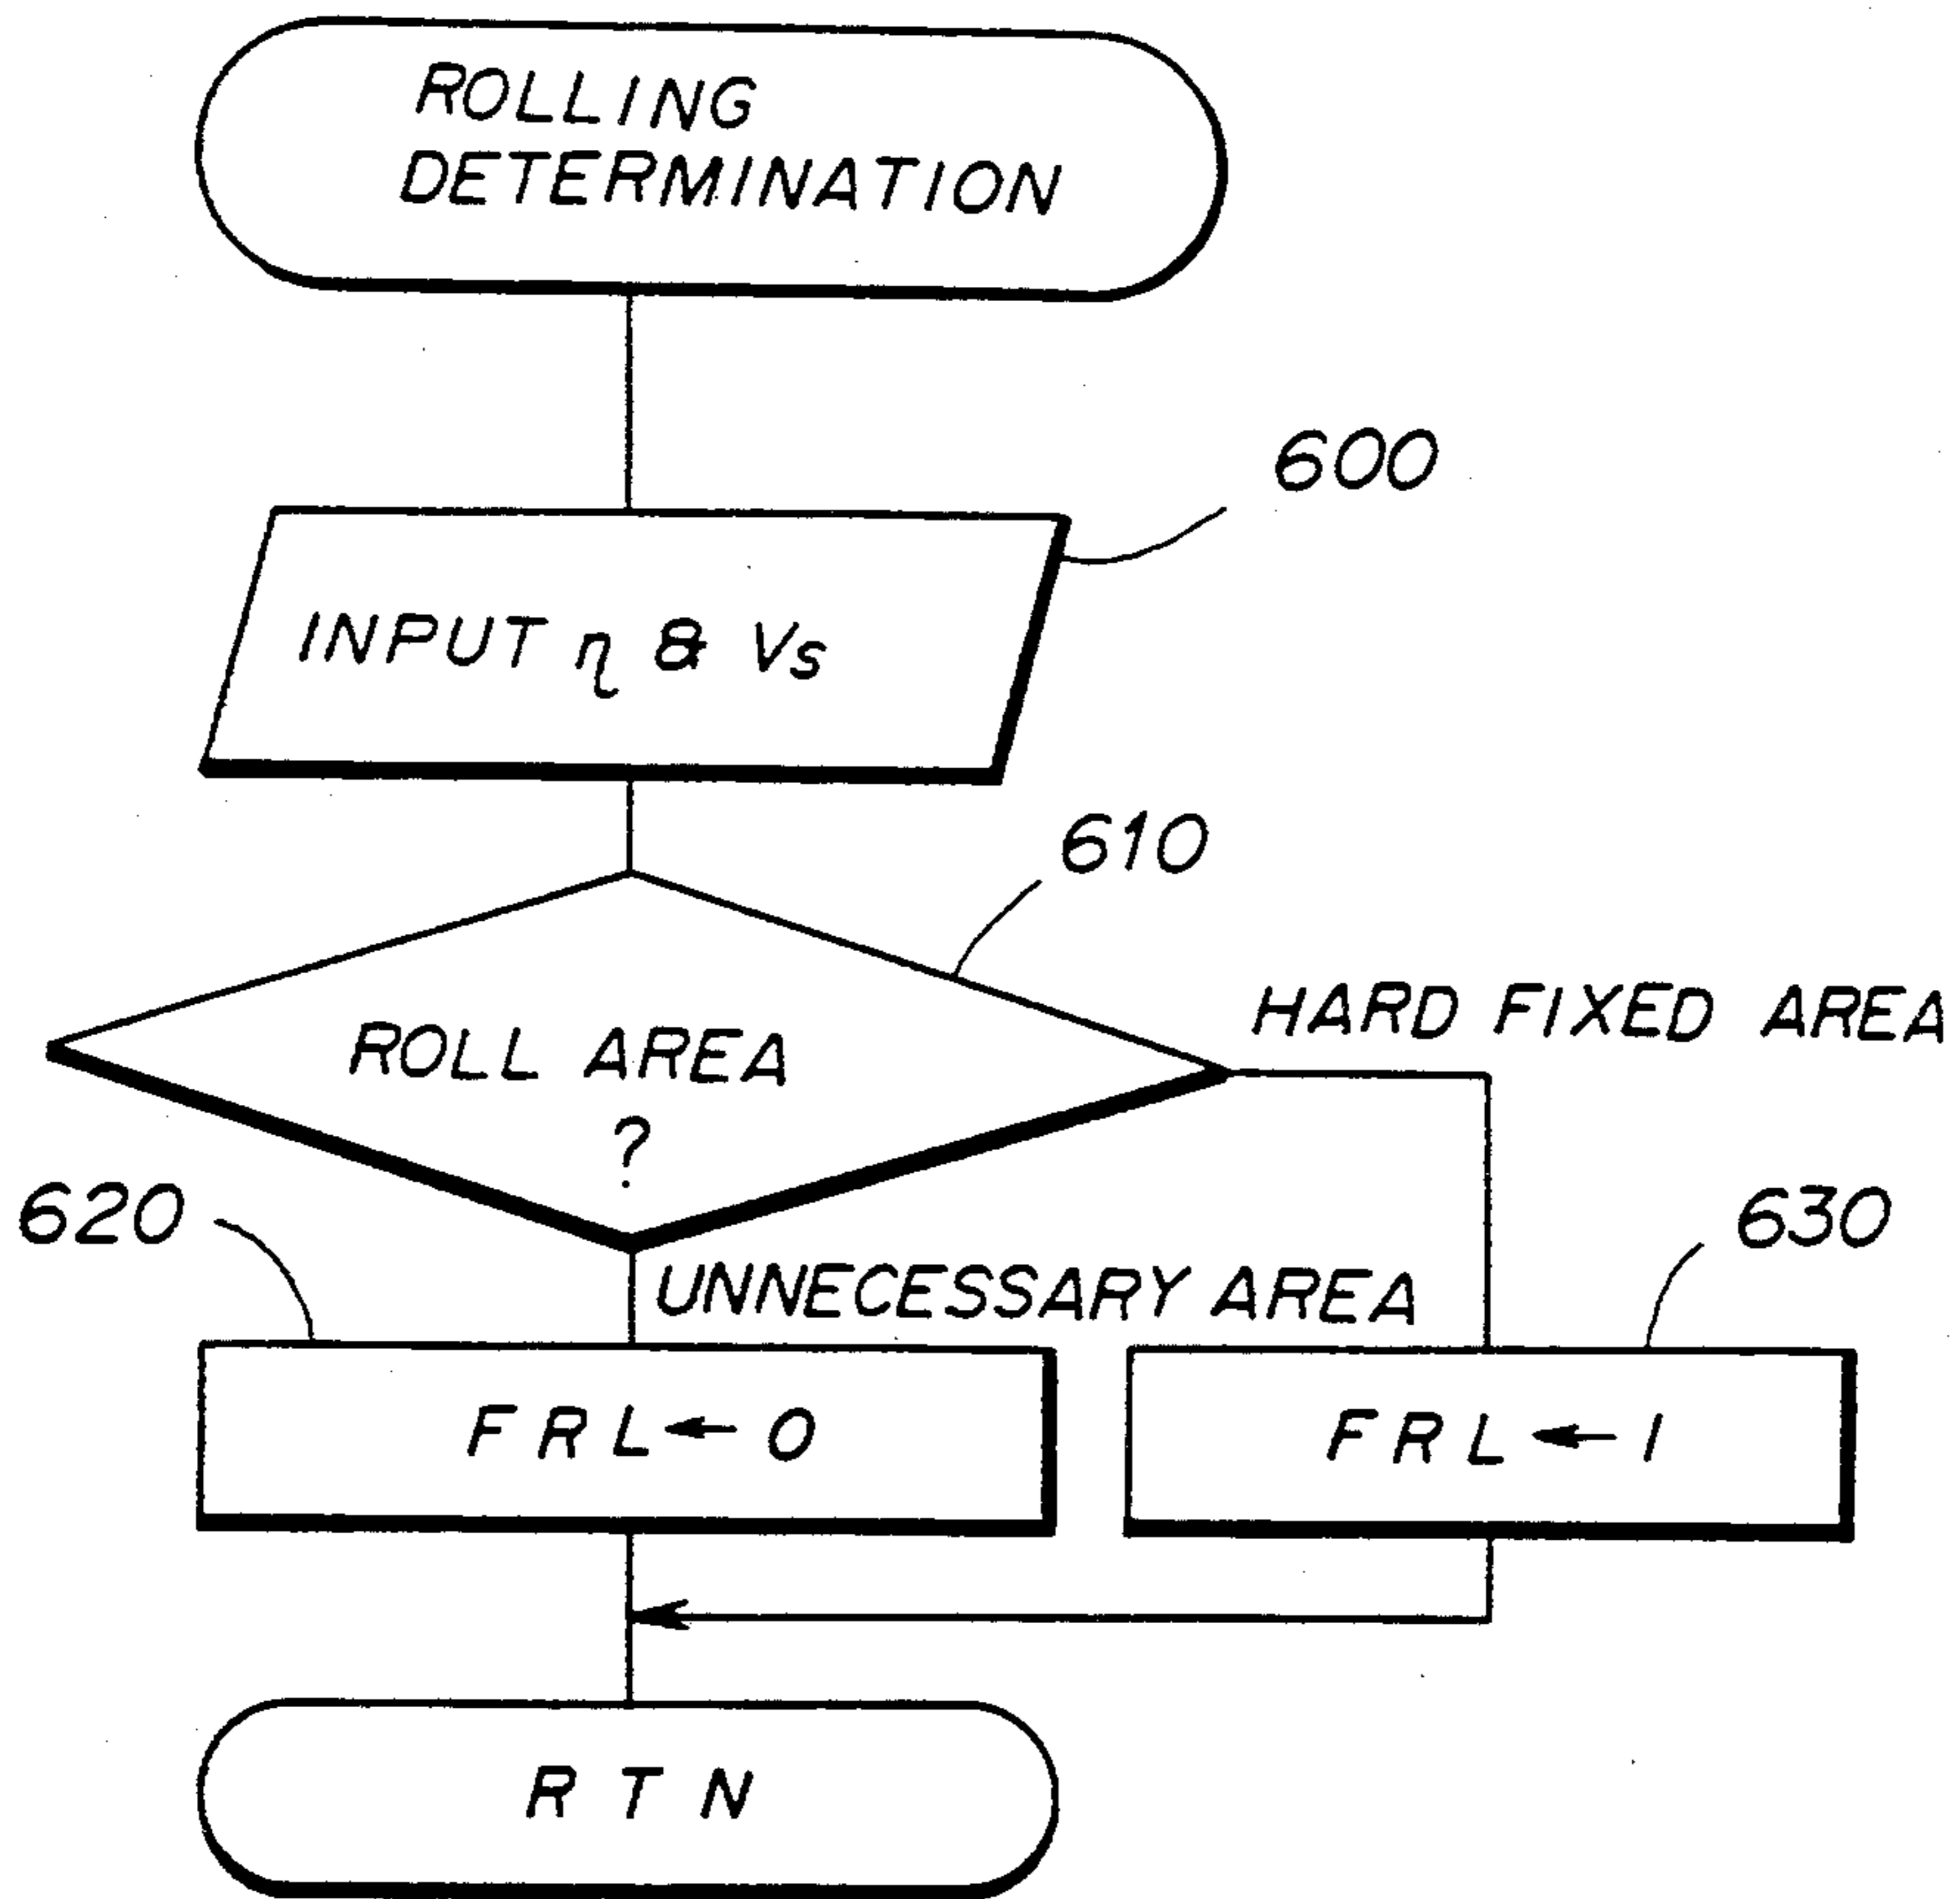 ROLLING
DETERMINATION
600
INPUT η & Vs
610
HARD FIXED AREA
ROLL AREA
?
620
630
UNNECESSARY AREA
FRL ← 0
FRL ← 1
RTN